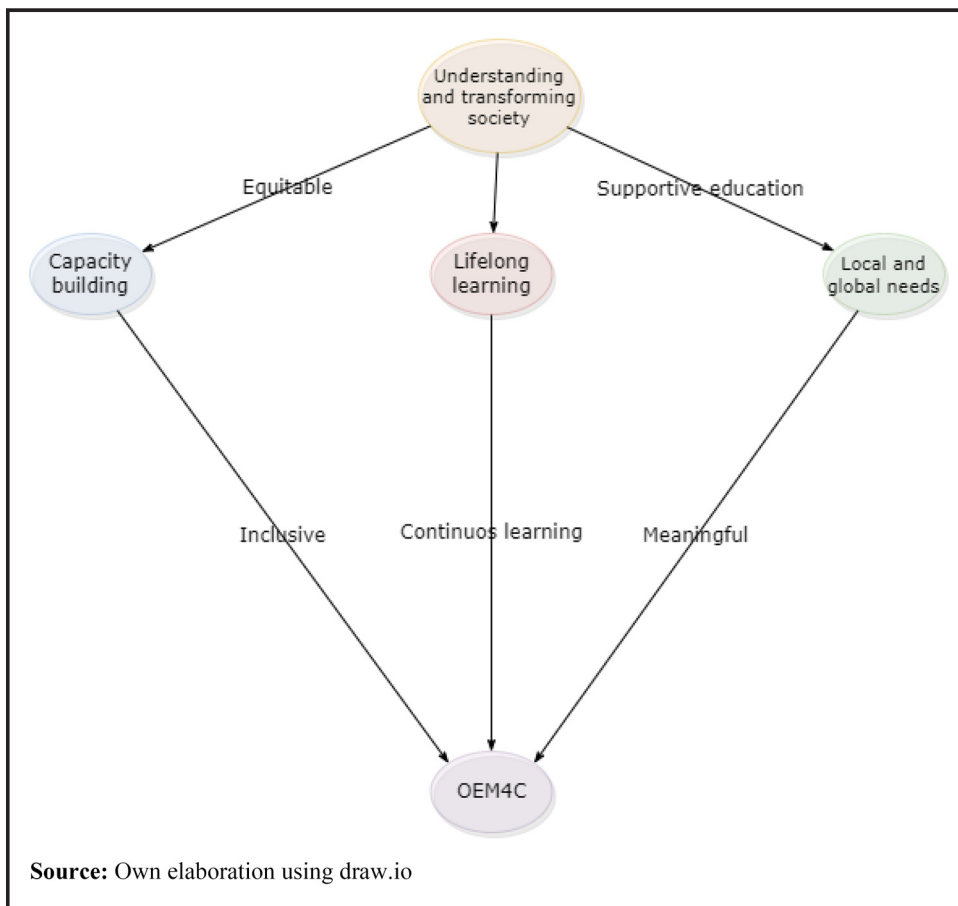 Understanding
and transforming
society
Equitable
Supportive education
Capacity
building
Lifelong
learning
Local and
global needs
Inclusive
Continuos learning
Meaningful
OEM4C
Source: Own elaboration using draw.io